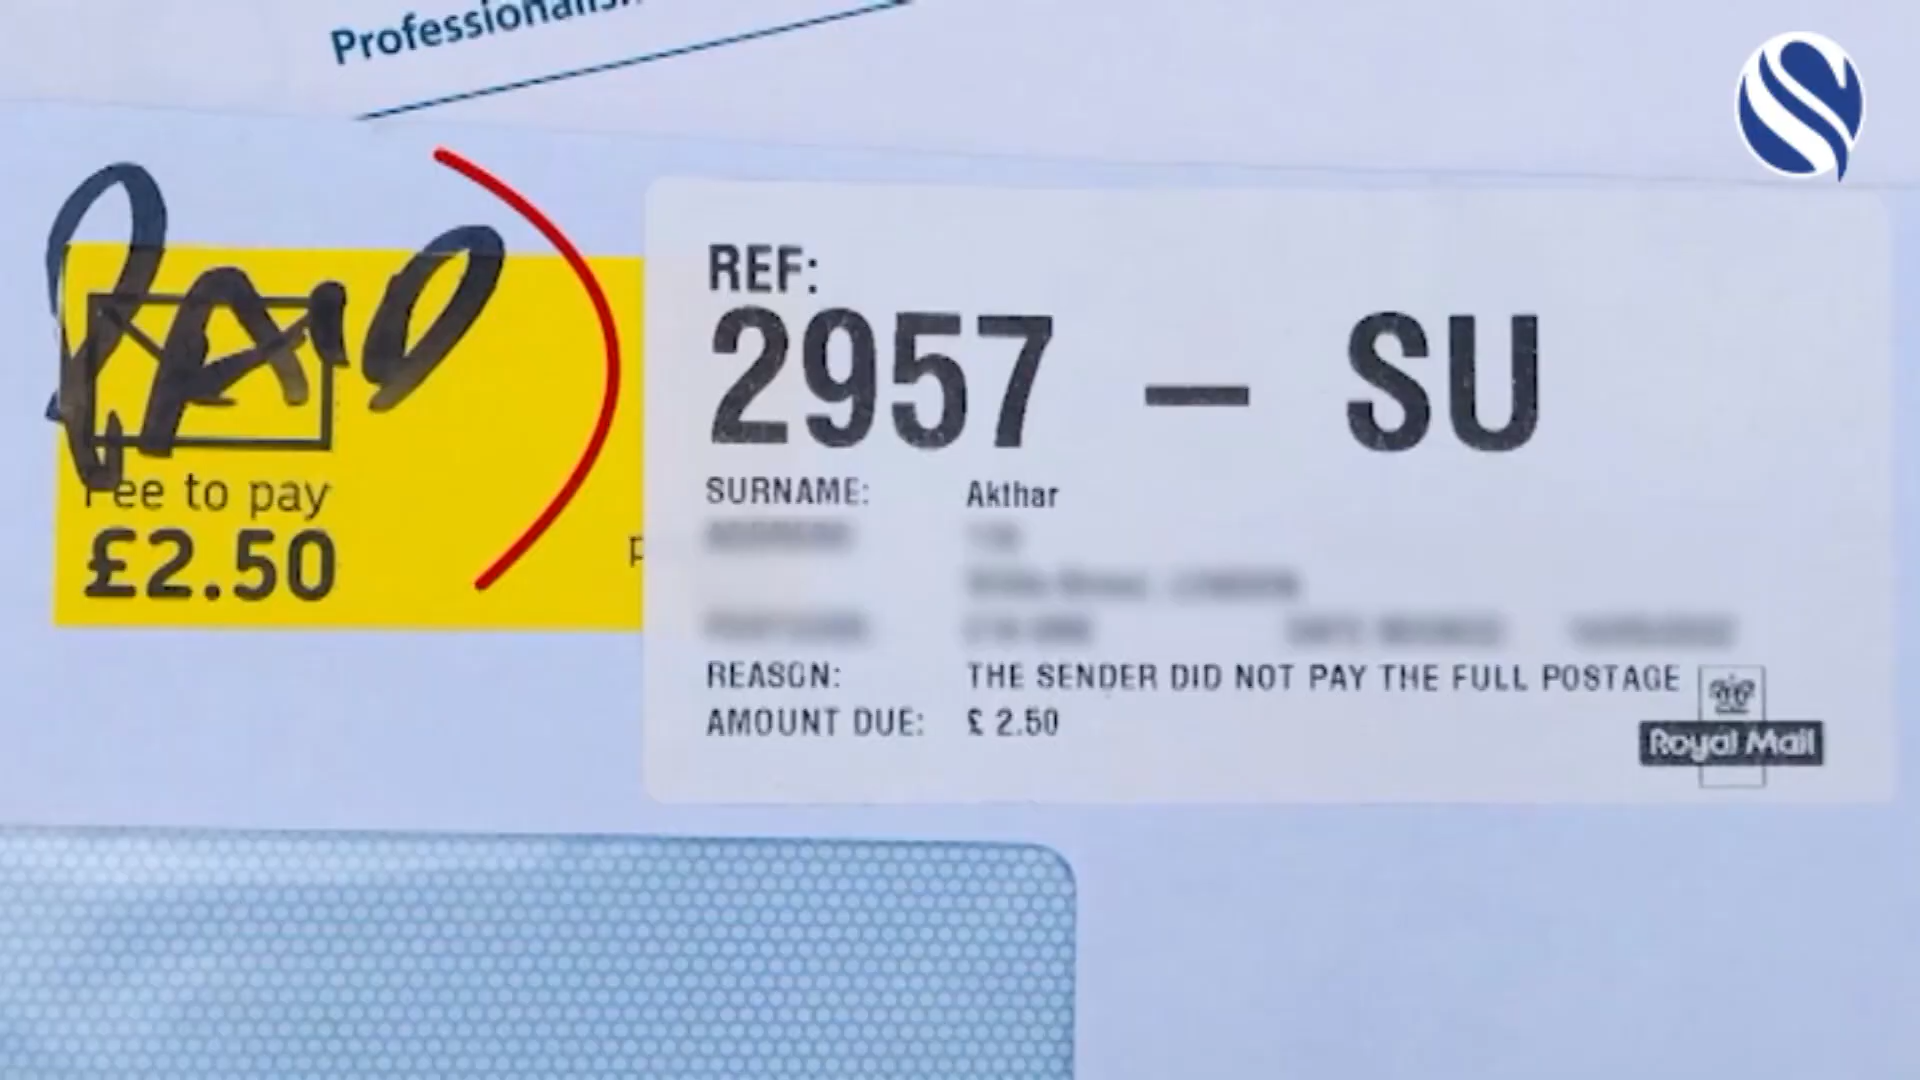 Professionalis
PAID
Fee to pay
£2.50
REF:
2957 – SU
SURNAME: Akthar
REASON: THE SENDER DID NOT PAY THE FULL POSTAGE
AMOUNT DUE: £ 2.50
Royal Mail